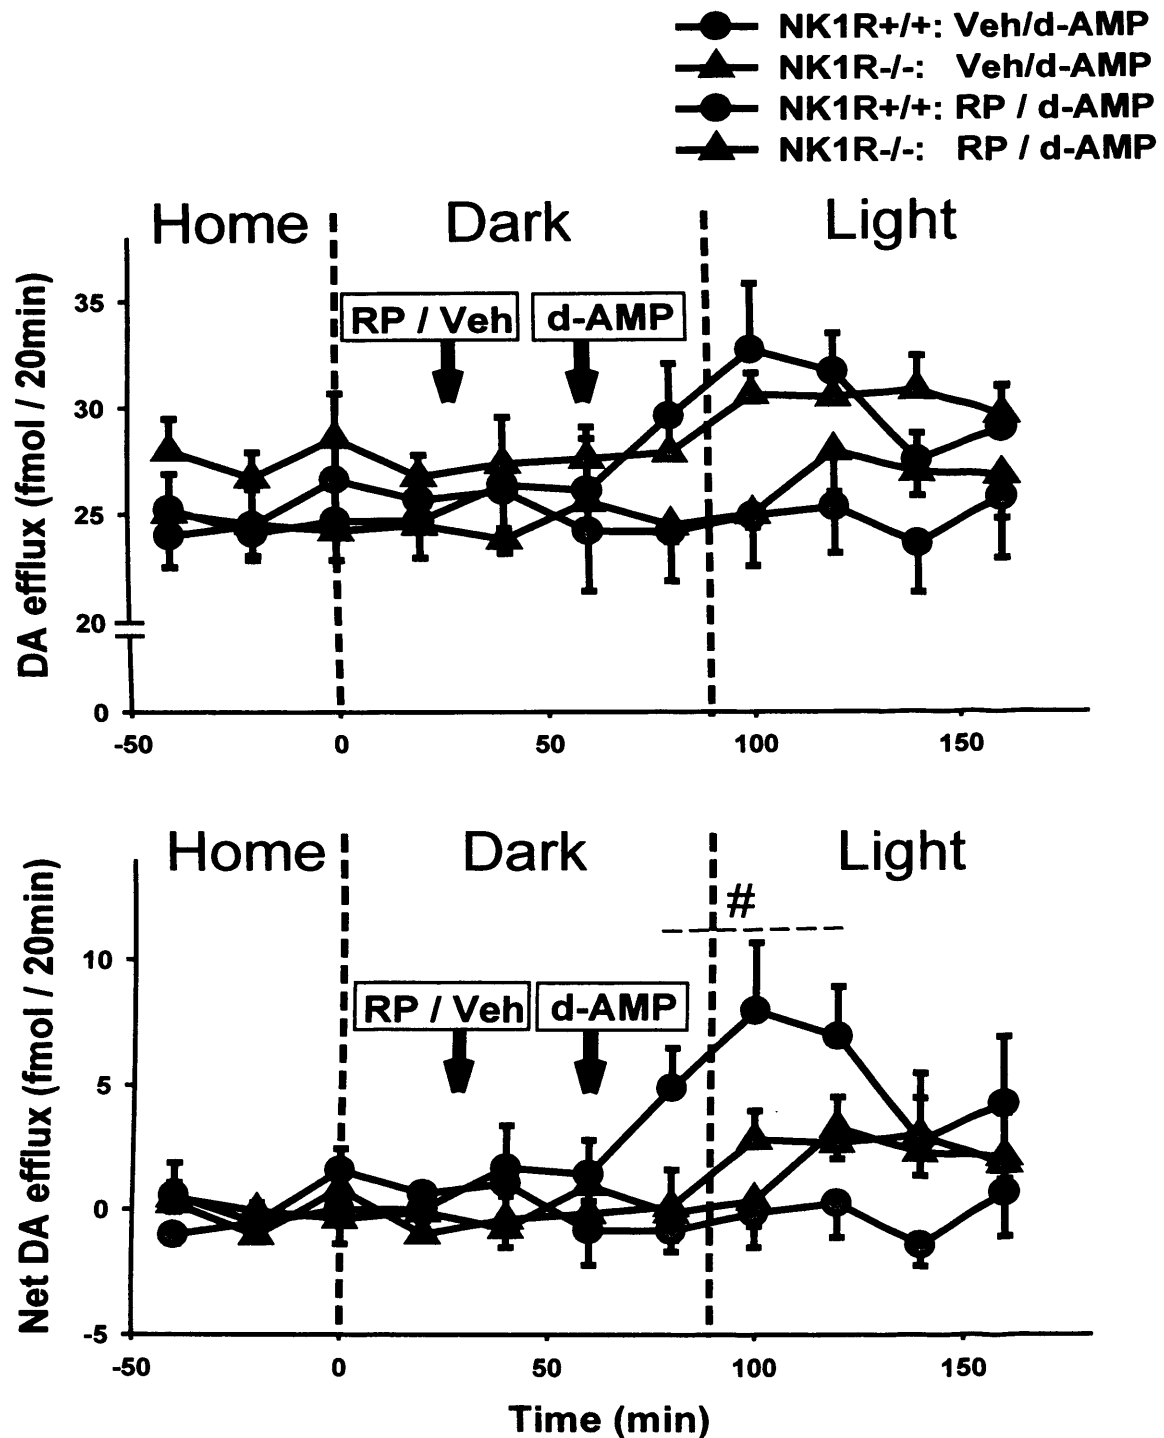 NK1R+/+: Veh/d-AMP
NK1R-/-: Veh/d-AMP
NK1R+/+: RP / d-AMP
NK1R-/-: RP / d-AMP
Home Dark Light
DA efflux (fmol / 20min)
35
30
25
20
0
RP / Veh d-AMP
-50 0 50 100 150
Home Dark Light
#
Net DA efflux (fmol / 20min)
10
5
0
-5
RP / Veh d-AMP
-50 0 50 100 150
Time (min)